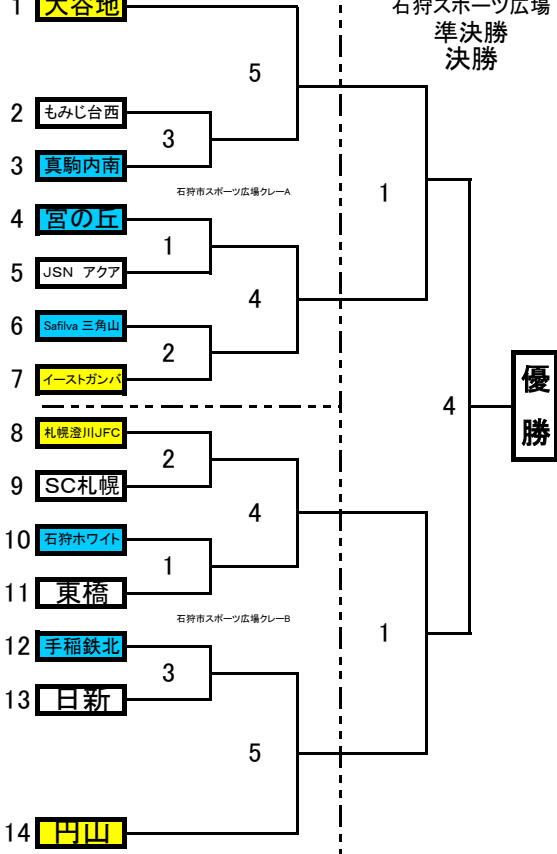 石狩スポーツ広場
準決勝
決勝
1 大谷地
5
2 もみじ台西
3
3 真駒内南
石狩市スポーツ広場クレーA
1
4 宮の丘
1
5 JSN アクア
4
6 Safilva 三角山
2
7 イーストガンバ
4
優勝
8 札幌澄川JFC
2
9 SC札幌
4
10 石狩ホワイト
1
11 東橋
石狩市スポーツ広場クレーB
1
12 手稲鉄北
3
13 日新
5
14 円山